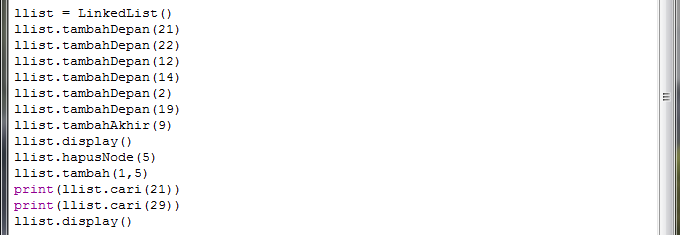 llist = LinkedList()
llist.tambahDepan(21)
llist.tambahDepan(22)
llist.tambahDepan(12)
llist.tambahDepan(14)
llist.tambahDepan(2)
llist.tambahDepan(19)
llist.tambahAkhir(9)
llist.display()
llist.hapusNode(5)
llist.tambah(1,5)
print(llist.cari(21))
print(llist.cari(29))
llist.display()